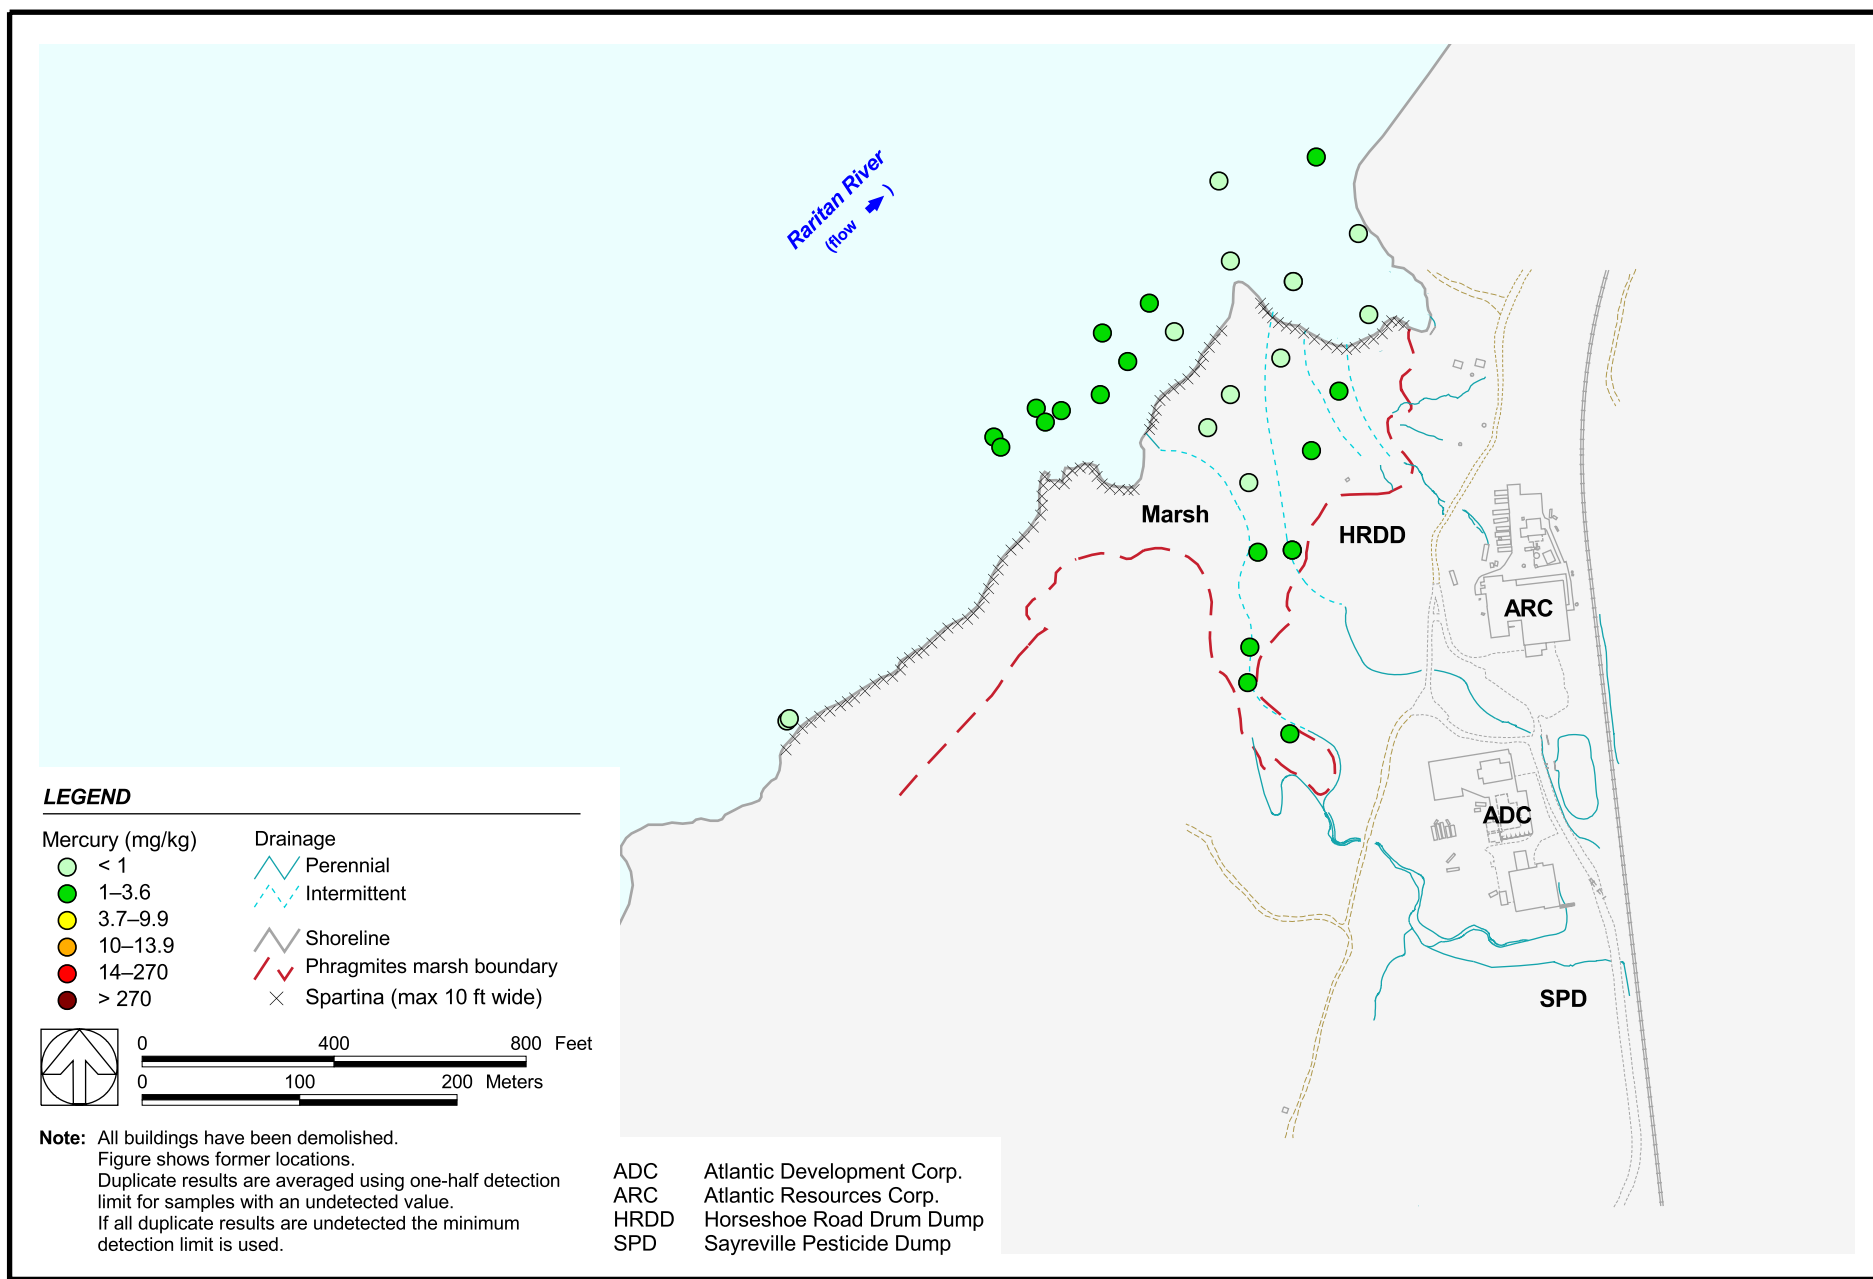 Raritan River
(flow )
Marsh
HRDD
ARC
ADC
SPD
LEGEND
Mercury (mg/kg)
< 1
1–3.6
3.7–9.9
10–13.9
14–270
> 270
Drainage
Perennial
Intermittent
Shoreline
Phragmites marsh boundary
Spartina (max 10 ft wide)
0 400 800 Feet
0 100 200 Meters
Note: All buildings have been demolished.
Figure shows former locations.
Duplicate results are averaged using one-half detection
limit for samples with an undetected value.
If all duplicate results are undetected the minimum
detection limit is used.
ADC Atlantic Development Corp.
ARC Atlantic Resources Corp.
HRDD Horseshoe Road Drum Dump
SPD Sayreville Pesticide Dump